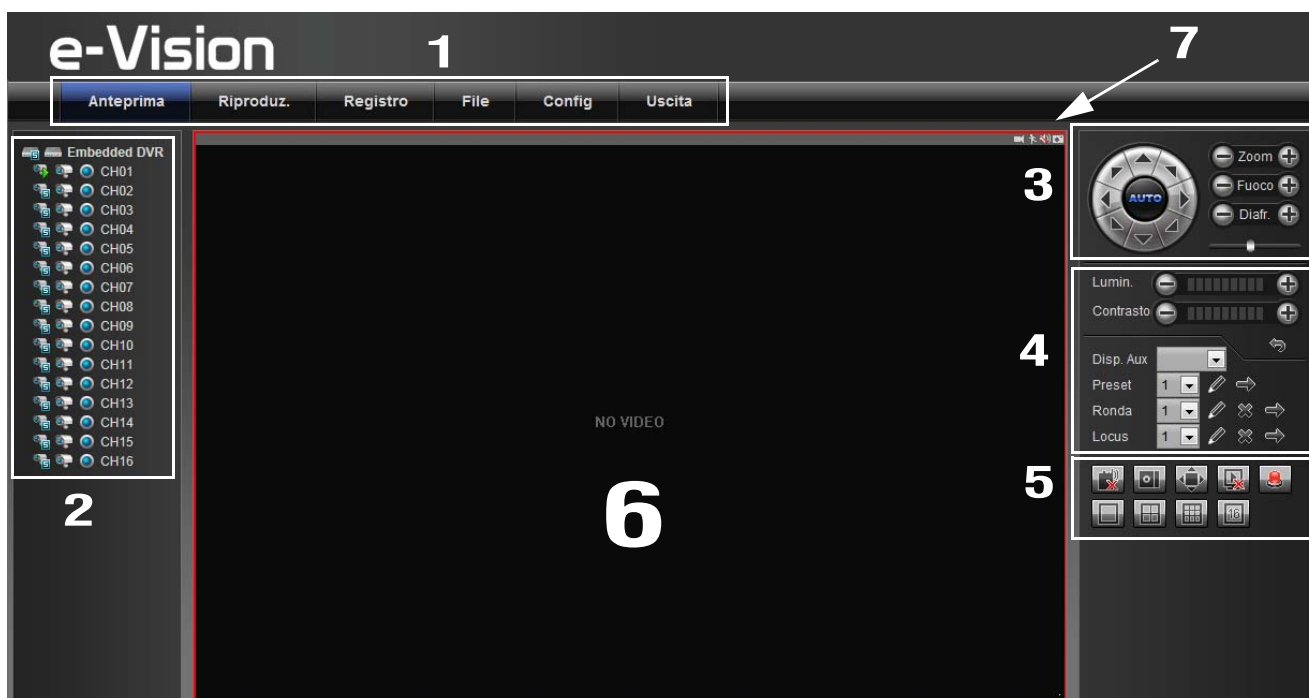 e-Vision
1
7
Anteprima Riproduz. Registro File Config Uscita
Embedded DVR
CH01
CH02
CH03
CH04
CH05
CH06
CH07
CH08
CH09
CH10
CH11
CH12
CH13
CH14
CH15
CH16
2
NO VIDEO
6
3
AUTO
Zoom
Fuoco
Diafr.
4
Lumin.
Contrasto
Disp. Aux
Preset 1
Ronda 1
Locus 1
5
16